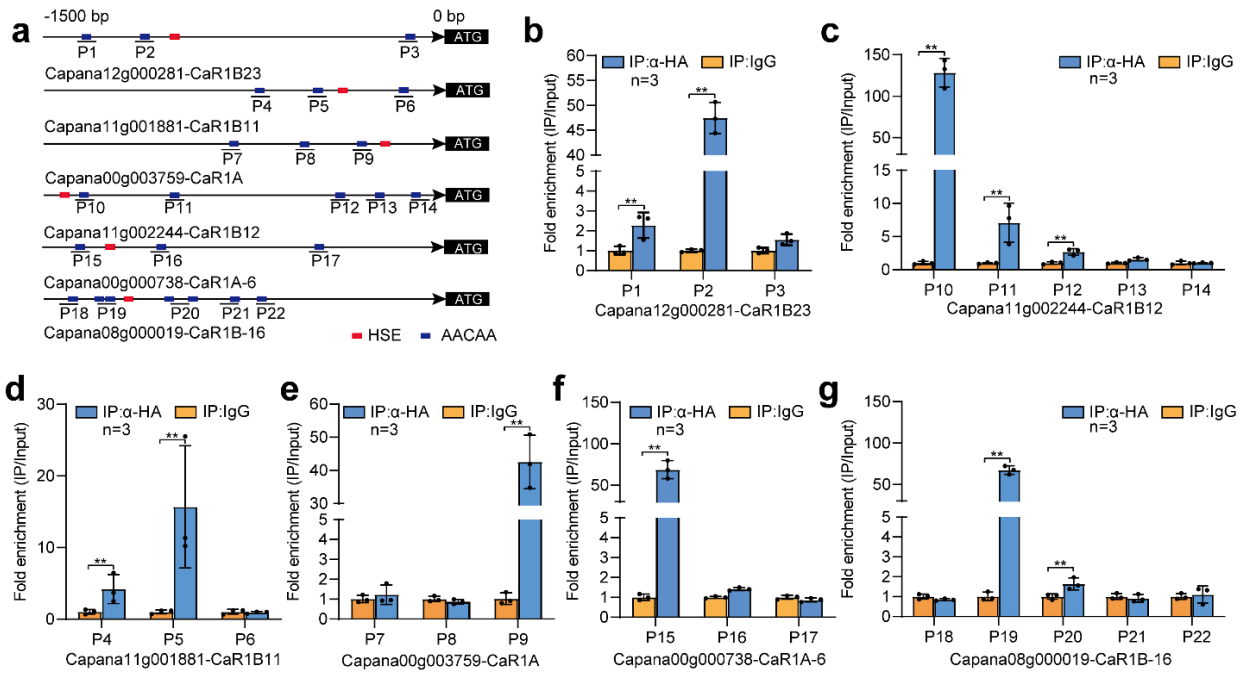 a
-1500 bp 0 bp
ATG
P1 P2 P3
Capana12g000281-CaR1B23
ATG
P4 P5 P6
Capana11g001881-CaR1B11
ATG
P7 P8 P9
Capana00g003759-CaR1A
ATG
P10 P11 P12 P13 P14
Capana11g002244-CaR1B12
ATG
P15 P16 P17
Capana00g000738-CaR1A-6
ATG
P18 P19 P20 P21 P22
Capana08g000019-CaR1B-16
HSE AACAA
b
IP:α-HA IP:IgG
n=3
Fold enrichment (IP/Input)
60
55
50
45
40
5
4
3
2
1
0
**
**
P1 P2 P3
Capana12g000281-CaR1B23
c
IP:α-HA IP:IgG
n=3
Fold enrichment (IP/Input)
150
100
50
15
10
5
0
**
**
**
P10 P11 P12 P13 P14
Capana11g002244-CaR1B12
d
IP:α-HA IP:IgG
n=3
Fold enrichment (IP/Input)
30
20
10
0
**
**
P4 P5 P6
Capana11g001881-CaR1B11
e
IP:α-HA IP:IgG
n=3
Fold enrichment (IP/Input)
60
50
40
30
5
4
3
2
1
0
**
P7 P8 P9
Capana00g003759-CaR1A
f
IP:α-HA IP:IgG
n=3
Fold enrichment (IP/Input)
150
100
50
5
4
3
2
1
0
**
P15 P16 P17
Capana00g000738-CaR1A-6
g
IP:α-HA IP:IgG
n=3
Fold enrichment (IP/Input)
150
100
50
5
4
3
2
1
0
**
**
P18 P19 P20 P21 P22
Capana08g000019-CaR1B-16